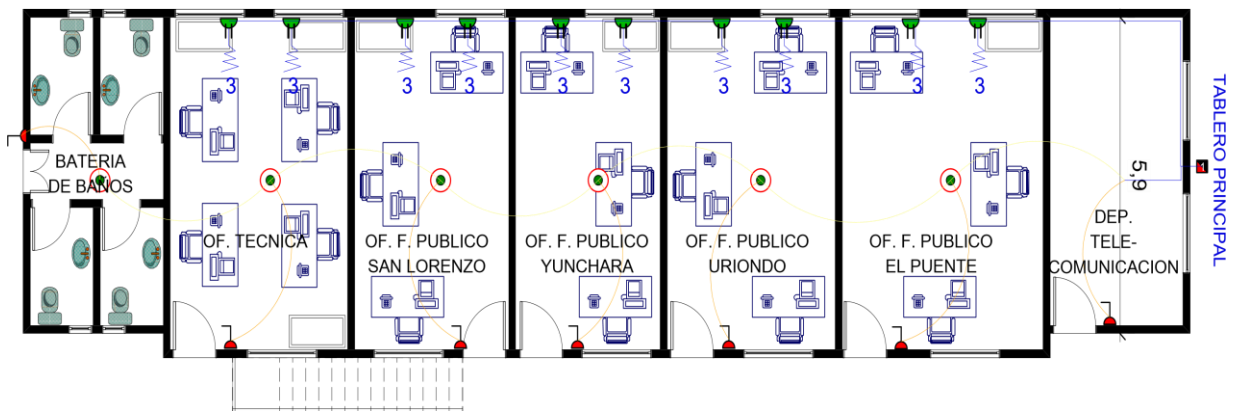 3 3 3 3 3 3 3 3 3 3
BATERIA
DE BAÑOS
OF. TECNICA
OF. F. PUBLICO
SAN LORENZO
OF. F. PUBLICO
YUNCHARA
OF. F. PUBLICO
URIONDO
OF. F. PUBLICO
EL PUENTE
5,9
DEP.
TELE-
COMUNICACION
1
TABLERO PRINCIPAL